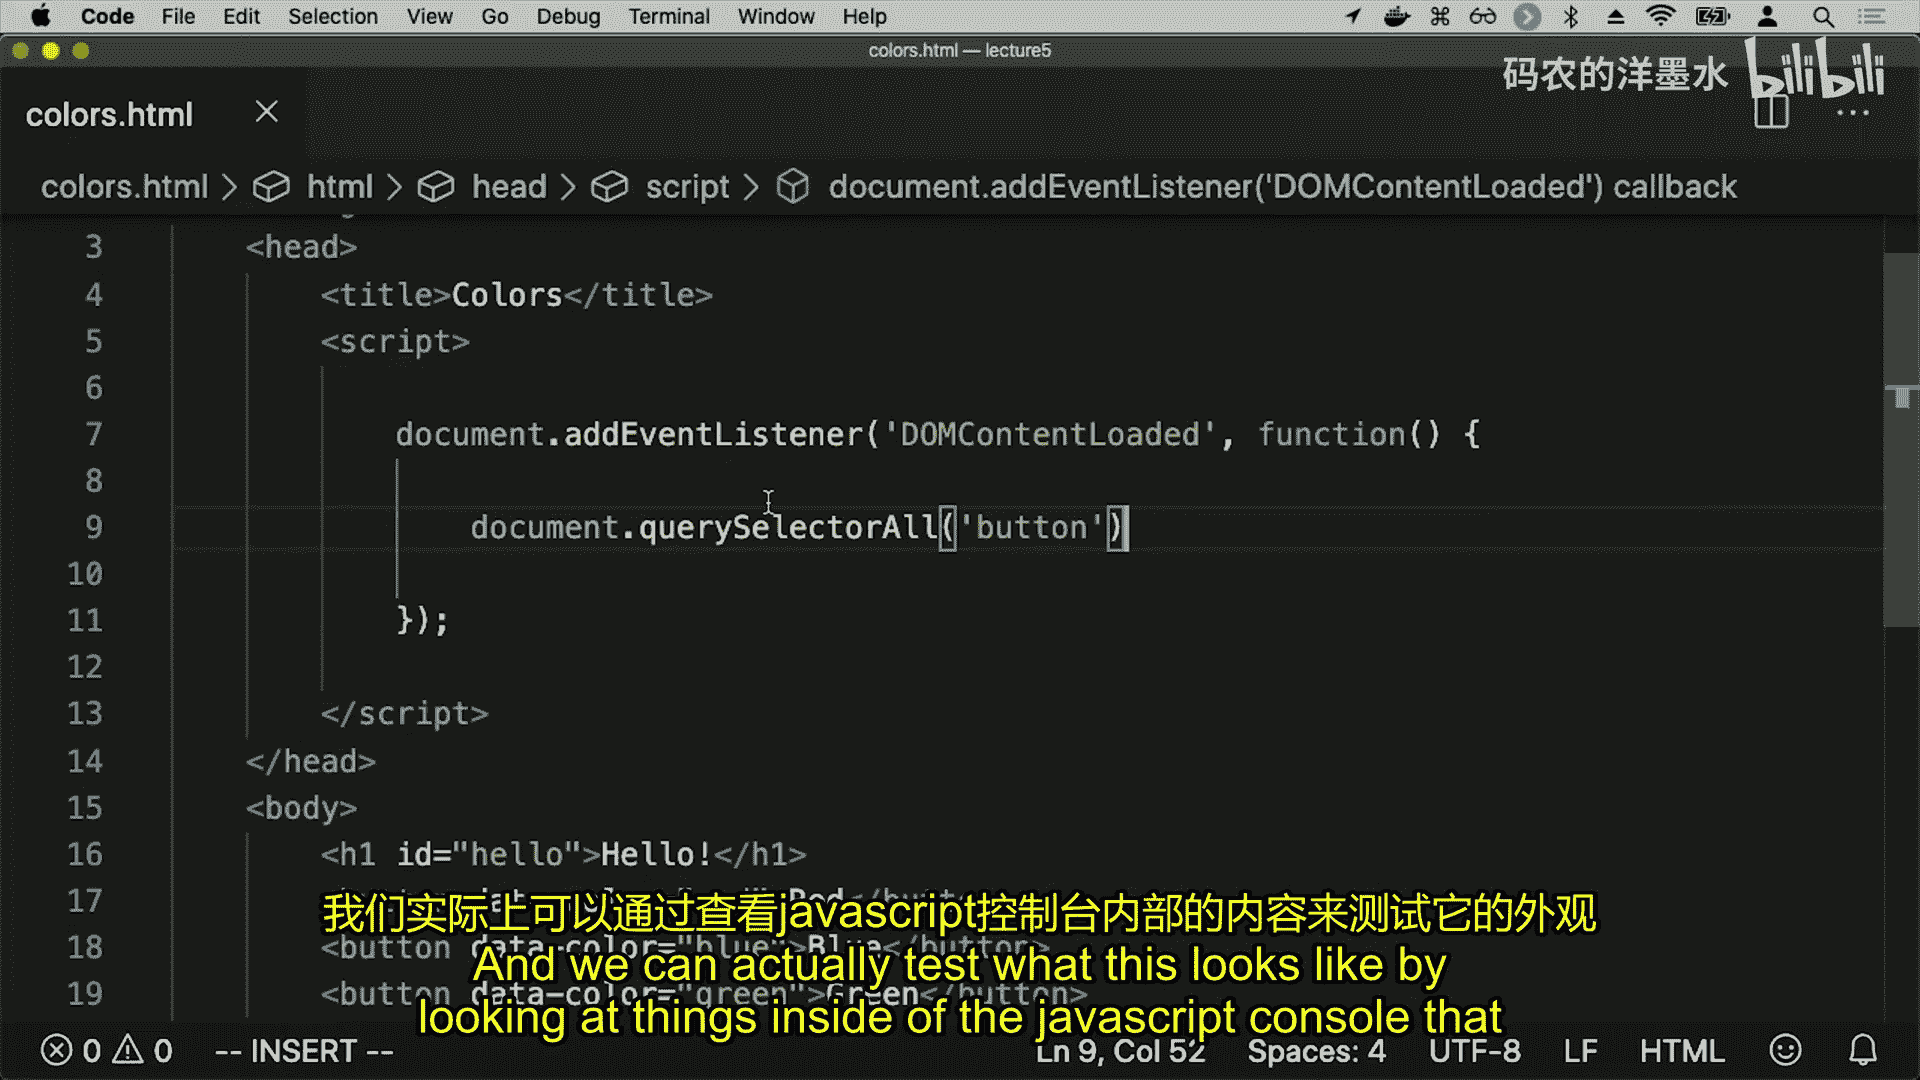 Code File Edit Selection View Go Debug Terminal Window Help
colors.html — lecture5
码农的洋墨水 bilibili
colors.html
colors.html > html > head > script > document.addEventListener('DOMContentLoaded') callback
3 <head>
4 <title>Colors</title>
5 <script>
6
7 document.addEventListener('DOMContentLoaded', function() {
8
9 document.querySelectorAll('button')
10
11 });
12
13 </script>
14 </head>
15 <body>
16 <h1 id="hello">Hello!</h1>
17
我们实际上可以通过查看javascript控制台内部的内容来测试它的外观
18 <button data-color="blue">Blue</button>
And we can actually test what this looks like by
19 <button data-color="green">Green</button>
looking at things inside of the javascript console that
0 0 -- INSERT -- Ln 9, Col 52 Spaces: 4 UTF-8 LF HTML